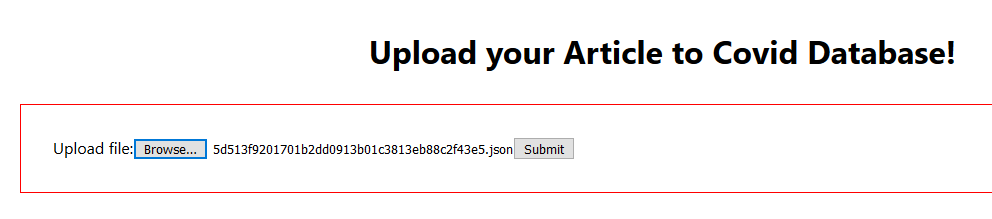 Upload your Article to Covid Database!
Upload file: Browse... 5d513f9201701b2dd0913b01c3813eb88c2f43e5.json Submit